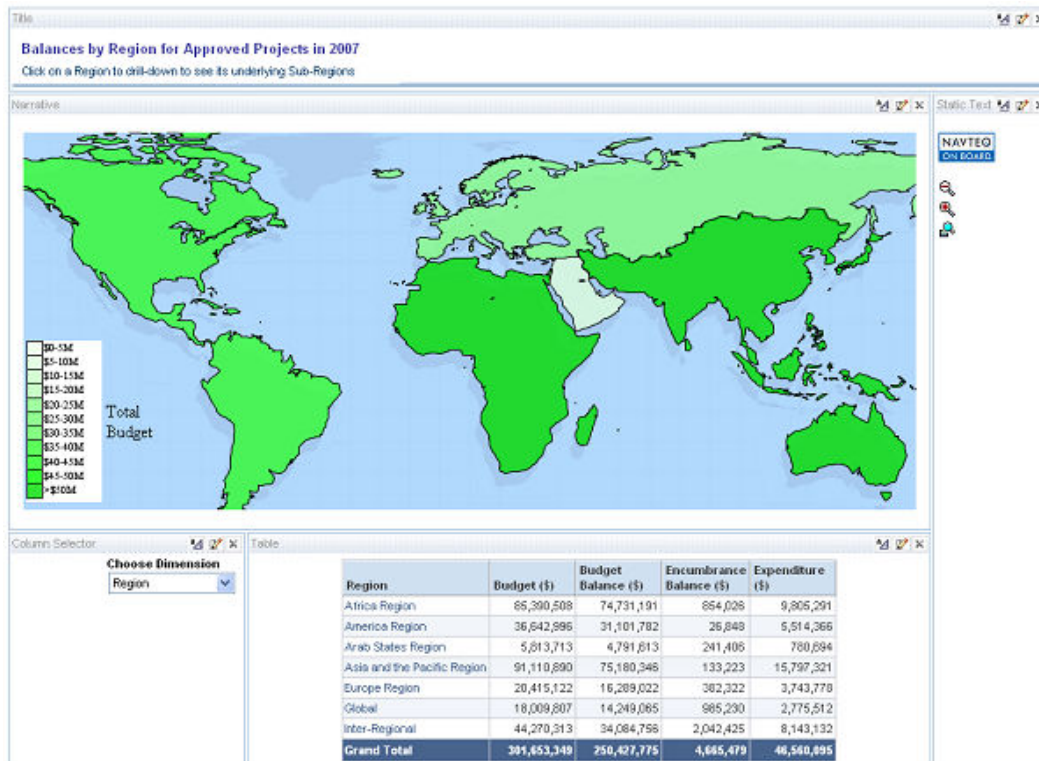 Title
Balances by Region for Approved Projects in 2007
Click on a Region to drill-down to see its underlying Sub-Regions
Narrative
Static Text
NAVTEQ
ON BOARD
$0-5M
$5-10M
$10-15M
$15-20M
$20-25M
$25-30M
$30-35M
$35-40M
$40-45M
$45-50M
>$50M
Total
Budget
Column Selector
Choose Dimension
Region
Table
Region Budget ($) Budget Balance ($) Encumbrance Balance ($) Expenditure ($)
Africa Region 85,390,508 74,731,191 854,026 9,805,291
America Region 36,642,996 31,101,782 26,848 5,514,366
Arab States Region 5,813,713 4,791,613 241,406 780,694
Asia and the Pacific Region 91,110,890 75,180,346 133,223 15,797,321
Europe Region 20,415,122 16,289,022 382,322 3,743,778
Global 18,009,807 14,249,065 985,230 2,775,512
Inter-Regional 44,270,313 34,084,756 2,042,425 8,143,132
Grand Total 301,653,349 250,427,775 4,665,479 46,560,095